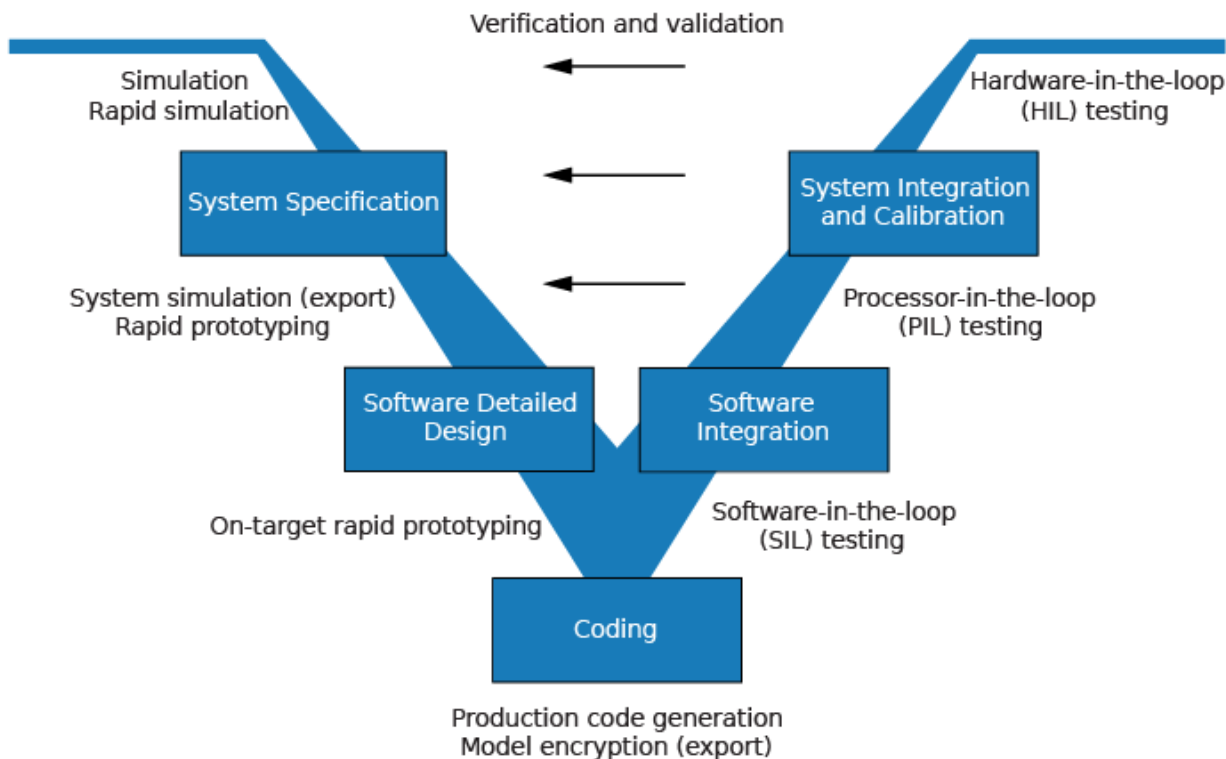 Verification and validation
Simulation
Rapid simulation
Hardware-in-the-loop
(HIL) testing
System Specification
System Integration
and Calibration
System simulation (export)
Rapid prototyping
Processor-in-the-loop
(PIL) testing
Software Detailed
Design
Software
Integration
On-target rapid prototyping
Software-in-the-loop
(SIL) testing
Coding
Production code generation
Model encryption (export)